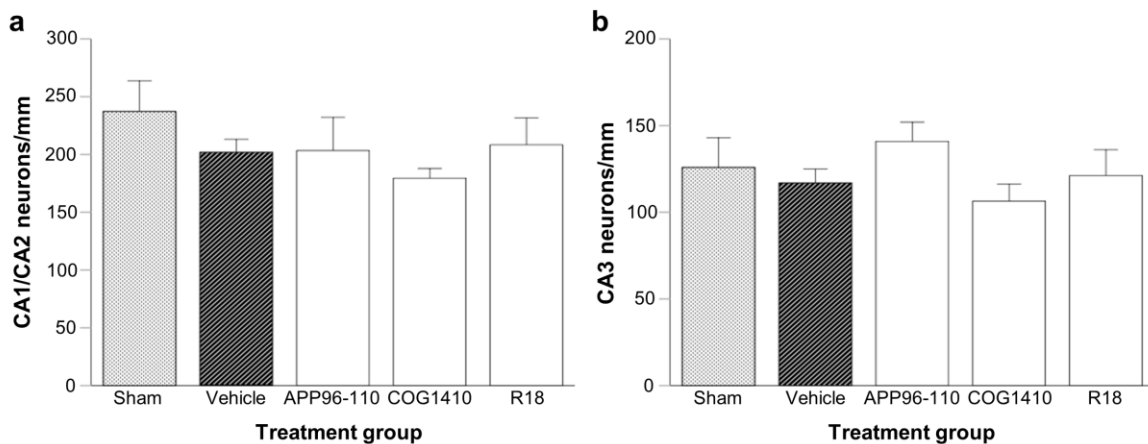 a
300
250
200
150
100
50
0
CA1/CA2 neurons/mm
Sham Vehicle APP96-110 COG1410 R18
Treatment group
b
200
150
100
50
0
CA3 neurons/mm
Sham Vehicle APP96-110 COG1410 R18
Treatment group